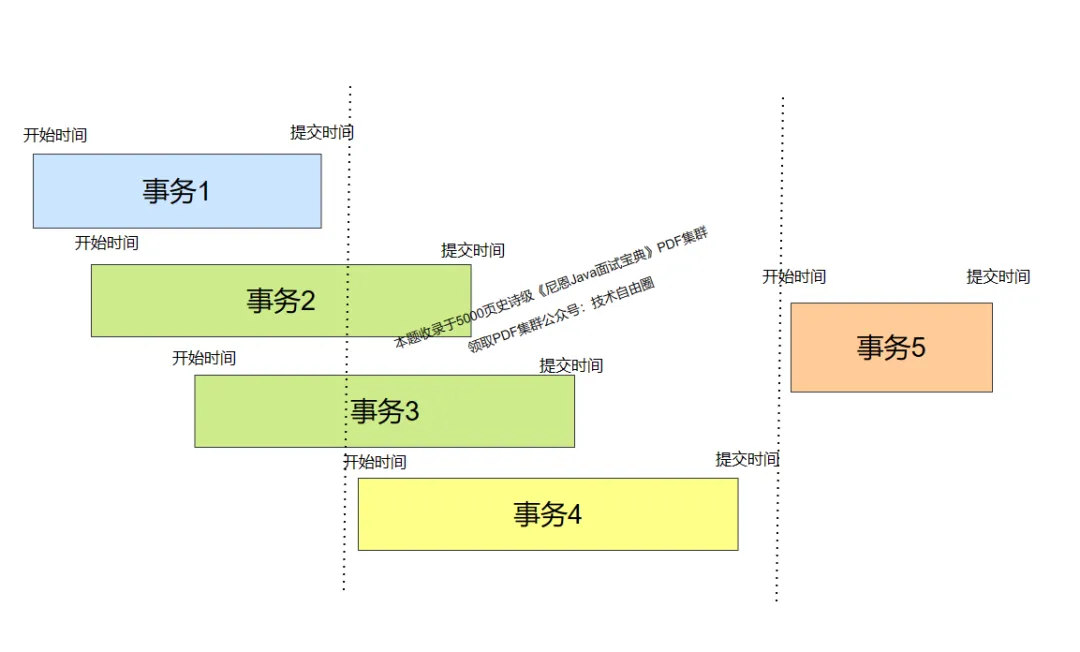 开始时间
提交时间
事务1
开始时间
提交时间
事务2
本题收录于5000页史诗级《尼恩Java面试宝典》PDF集群
领取PDF集群公众号：技术自由圈
开始时间
提交时间
事务5
开始时间
提交时间
事务3
开始时间
提交时间
事务4